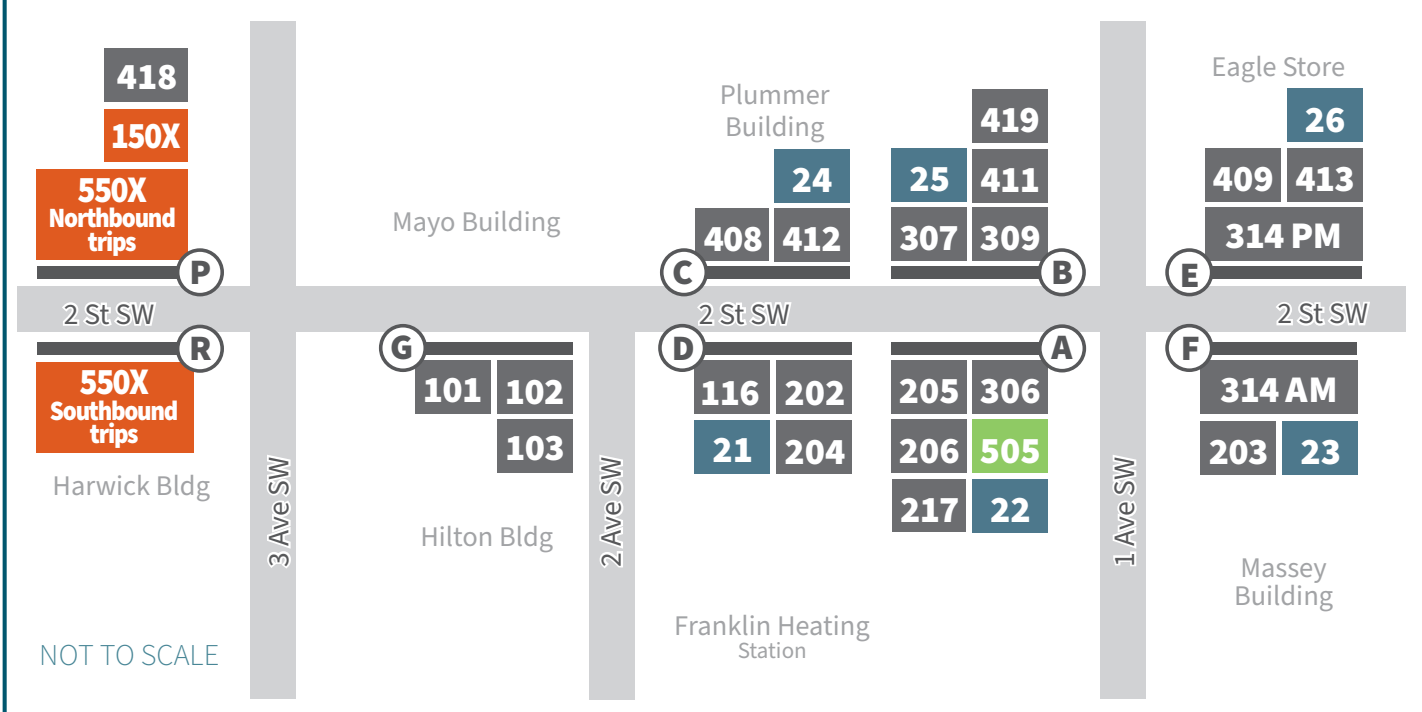 418
150X
550X
Northbound
trips
P
R
550X
Southbound
trips
Harwick Bldg
NOT TO SCALE
2 St SW
3 Ave SW
Mayo Building
G
101 102
103
Hilton Bldg
2 Ave SW
Plummer
Building
24
408 412
C
2 St SW
D
116 202
21 204
Franklin Heating
Station
419
25 411
307 309
B
A
205 306
206 505
217 22
1 Ave SW
Eagle Store
26
409 413
314 PM
E
2 St SW
F
314 AM
203 23
Massey
Building